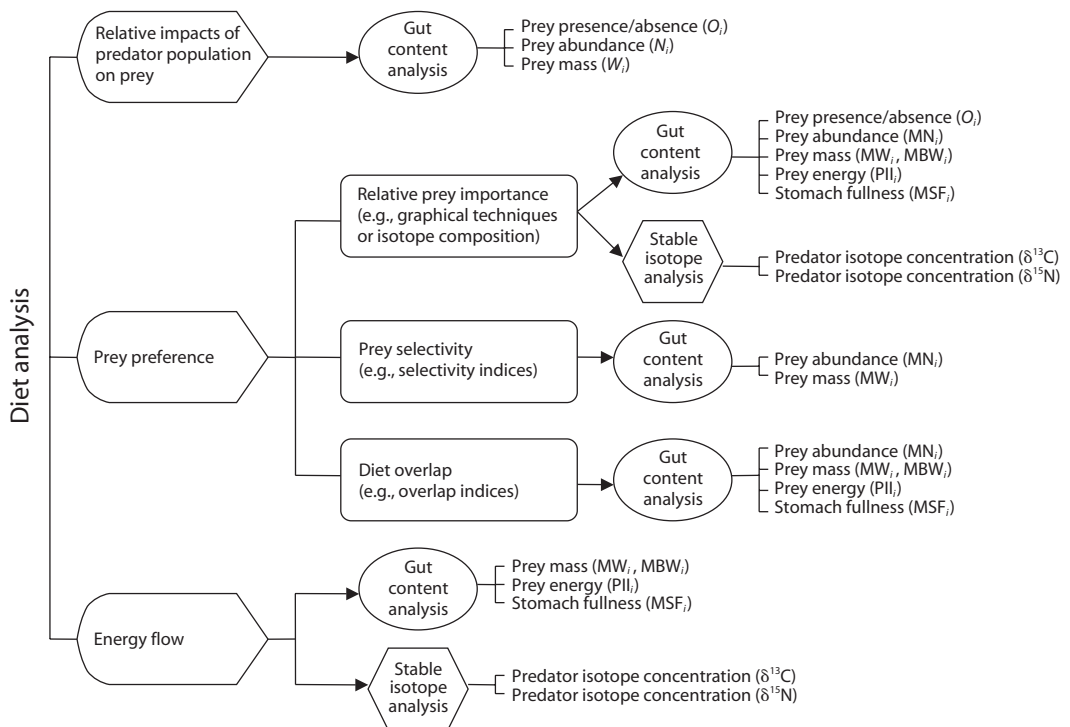 Diet analysis
Relative impacts of
predator population
on prey
Gut
content
analysis
Prey presence/absence (Oᵢ)
Prey abundance (Nᵢ)
Prey mass (Wᵢ)
Prey preference
Relative prey importance
(e.g., graphical techniques
or isotope composition)
Gut
content
analysis
Prey presence/absence (Oᵢ)
Prey abundance (MNᵢ)
Prey mass (MWᵢ, MBWᵢ)
Prey energy (PIIᵢ)
Stomach fullness (MSFᵢ)
Stable
isotope
analysis
Predator isotope concentration (δ¹³C)
Predator isotope concentration (δ¹⁵N)
Prey selectivity
(e.g., selectivity indices)
Gut
content
analysis
Prey abundance (MNᵢ)
Prey mass (MWᵢ)
Diet overlap
(e.g., overlap indices)
Gut
content
analysis
Prey abundance (MNᵢ)
Prey mass (MWᵢ, MBWᵢ)
Prey energy (PIIᵢ)
Stomach fullness (MSFᵢ)
Energy flow
Gut
content
analysis
Prey mass (MWᵢ, MBWᵢ)
Prey energy (PIIᵢ)
Stomach fullness (MSFᵢ)
Stable
isotope
analysis
Predator isotope concentration (δ¹³C)
Predator isotope concentration (δ¹⁵N)